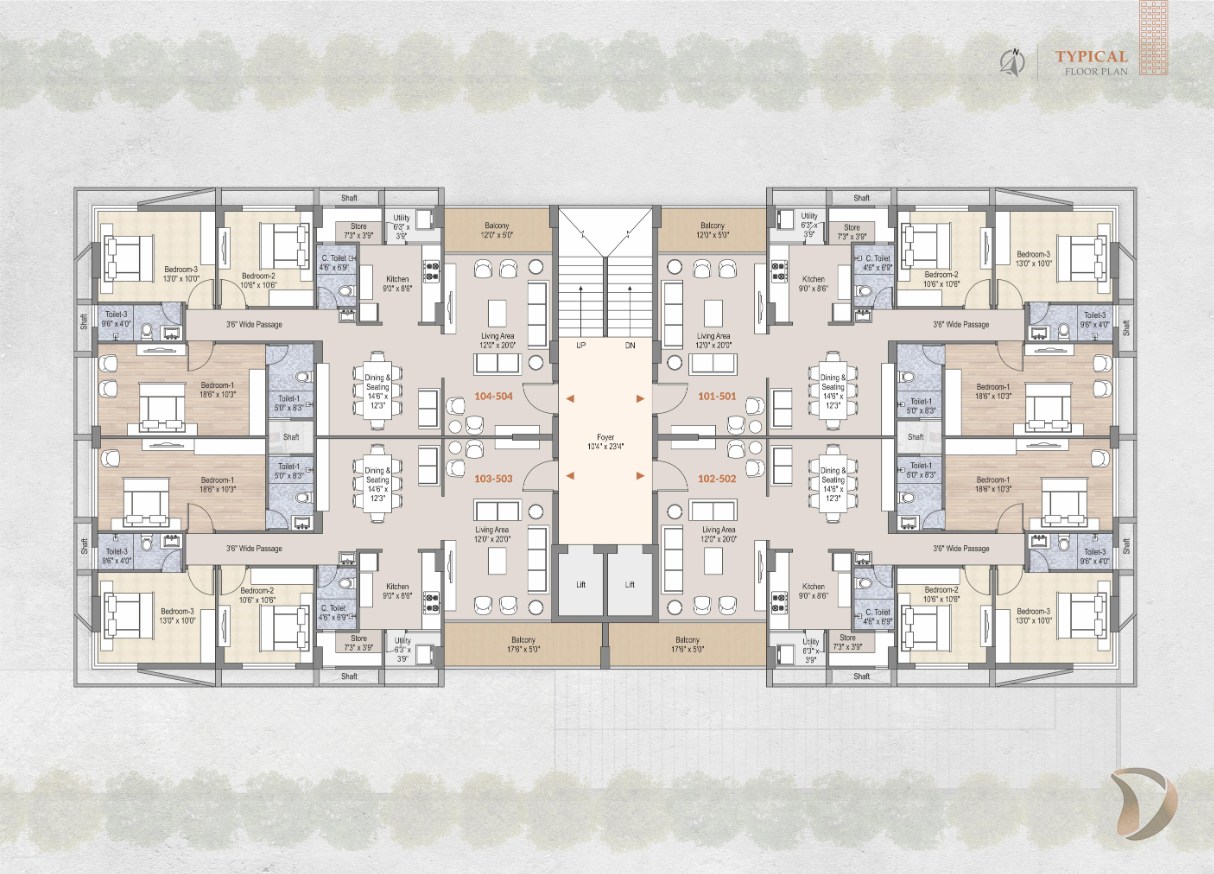 N
TYPICAL
FLOOR PLAN
Shaft
Store
7'3" x 3'9"
Utility
6'3" x
3'9"
Balcony
12'0" x 5'0"
Balcony
12'0" x 5'0"
Utility
6'3" x
3'9"
Shaft
Store
7'3" x 3'9"
Bedroom-3
13'0" x 10'0"
Bedroom-2
10'6" x 10'6"
C. Toilet
4'6" x 6'9"
Kitchen
9'0" x 8'6"
Living Area
12'0" x 20'0"
Living Area
12'0" x 20'0"
Kitchen
9'0" x 8'6"
C. Toilet
4'6" x 6'9"
Bedroom-2
10'6" x 10'6"
Bedroom-3
13'0" x 10'0"
Shaft
Toilet-3
9'6" x 4'0"
3'6" Wide Passage
UP
DN
3'6" Wide Passage
Toilet-3
9'6" x 4'0"
Shaft
Bedroom-1
18'6" x 10'3"
Toilet-1
5'0" x 8'3"
Dining &
Seating
14'6" x
12'3"
104-504
101-501
Dining &
Seating
14'6" x
12'3"
Toilet-1
5'0" x 8'3"
Bedroom-1
18'6" x 10'3"
Shaft
Foyer
10'4" x 23'4"
Shaft
Bedroom-1
18'6" x 10'3"
Toilet-1
5'0" x 8'3"
Dining &
Seating
14'6" x
12'3"
103-503
102-502
Dining &
Seating
14'6" x
12'3"
Toilet-1
5'0" x 8'3"
Bedroom-1
18'6" x 10'3"
Shaft
Toilet-3
9'6" x 4'0"
3'6" Wide Passage
Living Area
12'0" x 20'0"
Living Area
12'0" x 20'0"
3'6" Wide Passage
Toilet-3
9'6" x 4'0"
Shaft
Bedroom-3
13'0" x 10'0"
Bedroom-2
10'6" x 10'6"
C. Toilet
4'6" x 6'9"
Kitchen
9'0" x 8'6"
Lift
Lift
Kitchen
9'0" x 8'6"
C. Toilet
4'6" x 6'9"
Bedroom-2
10'6" x 10'6"
Bedroom-3
13'0" x 10'0"
Store
7'3" x 3'9"
Utility
6'3" x
3'9"
Balcony
17'6" x 5'0"
Balcony
17'6" x 5'0"
Utility
6'3" x
3'9"
Store
7'3" x 3'9"
Shaft
Shaft